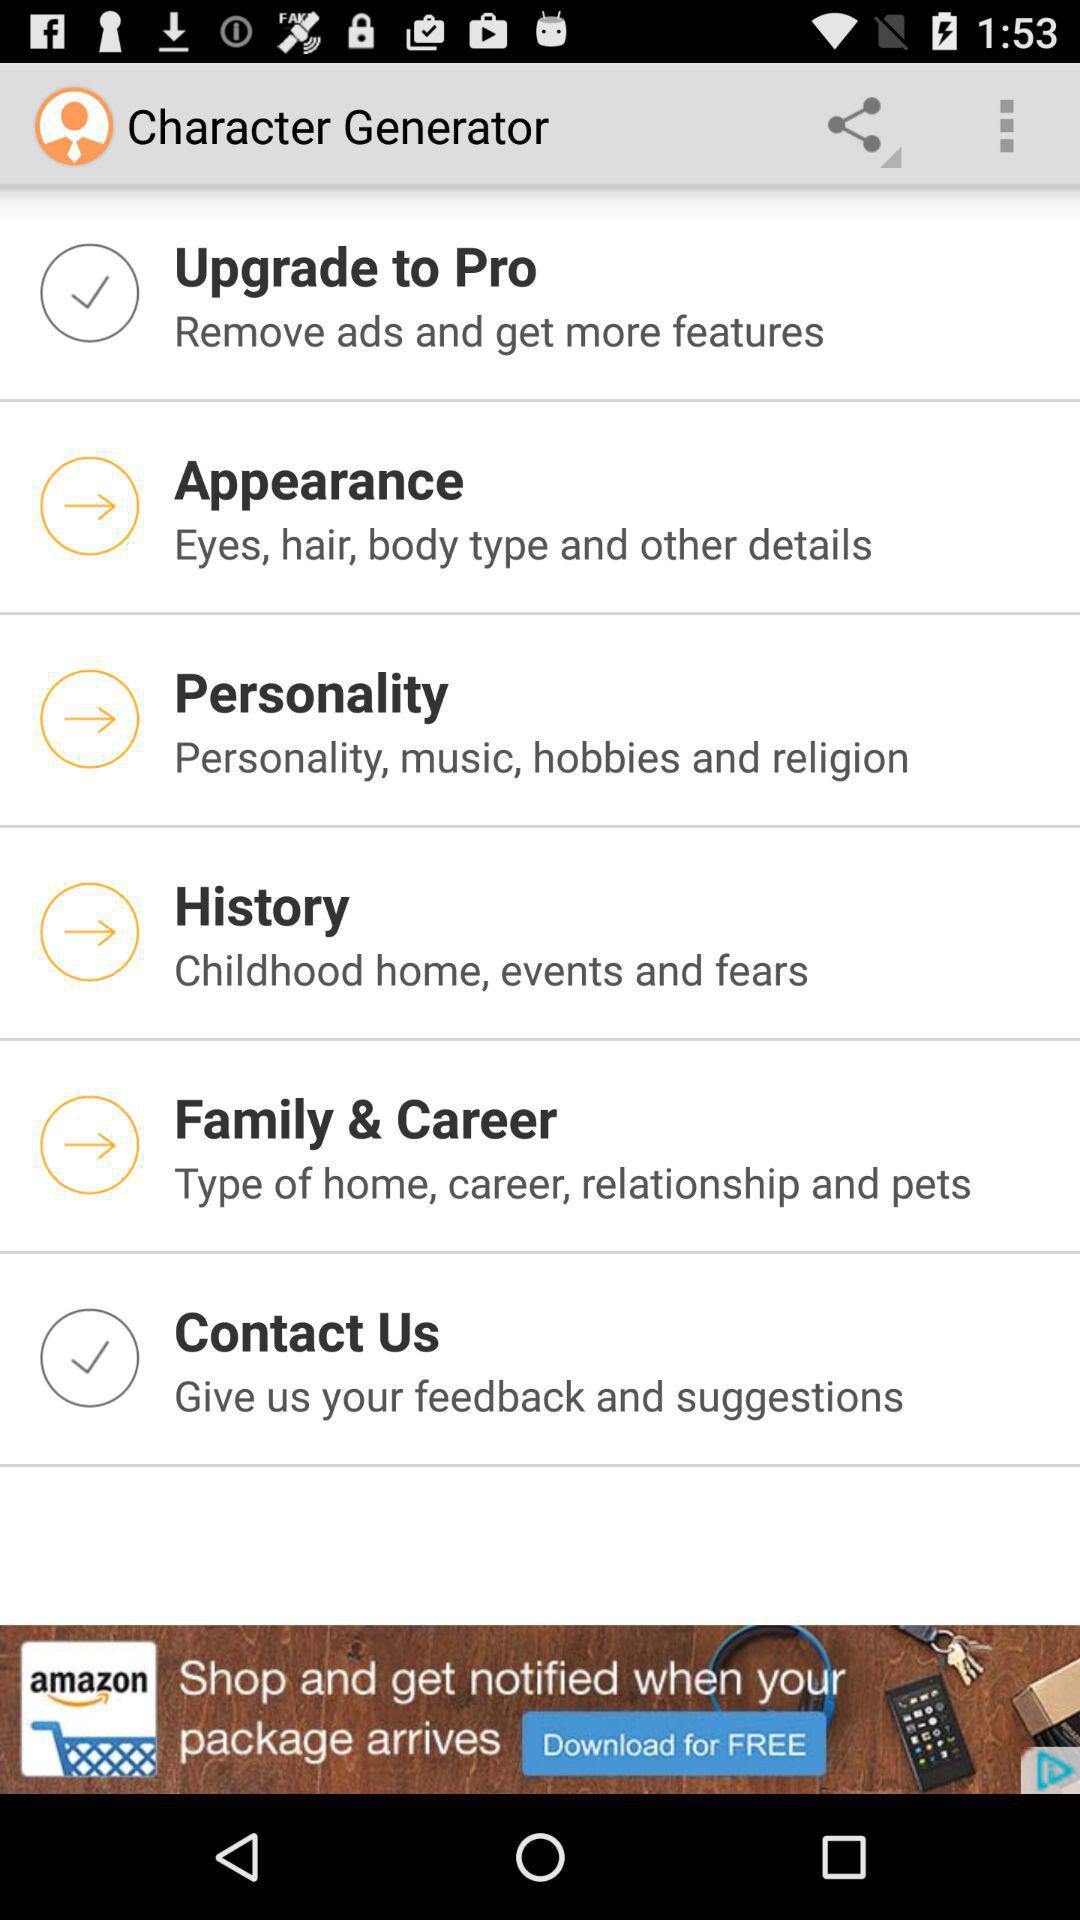 FAKE
1:53
Character Generator
Upgrade to Pro
Remove ads and get more features
Appearance
Eyes, hair, body type and other details
Personality
Personality, music, hobbies and religion
History
Childhood home, events and fears
Family & Career
Type of home, career, relationship and pets
Contact Us
Give us your feedback and suggestions
amazon
Shop and get notified when your
package arrives
Download for FREE